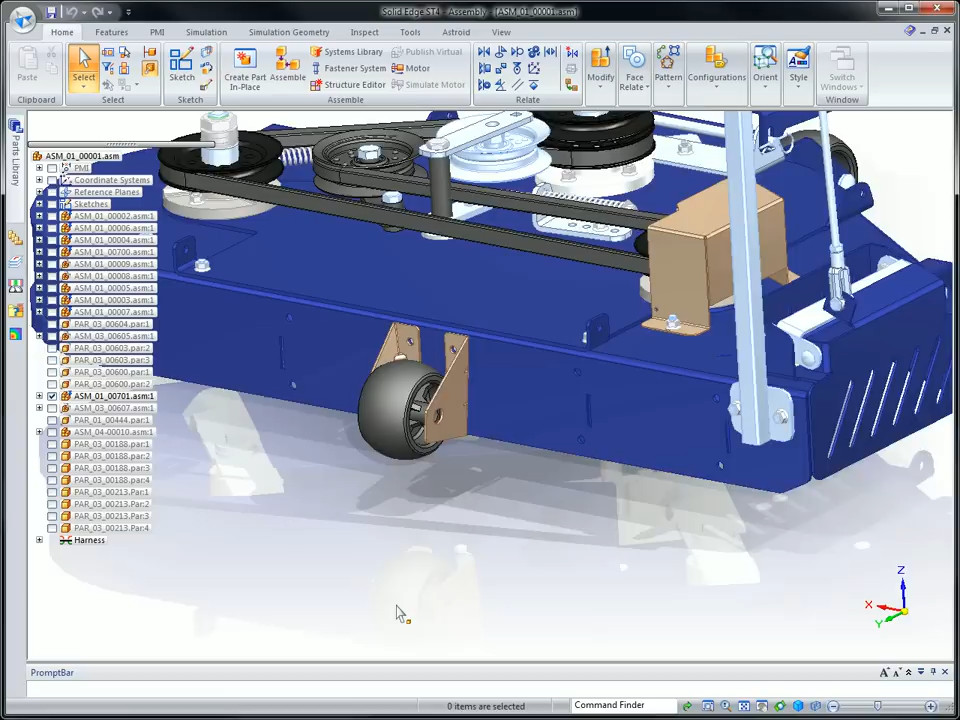 Solid Edge ST4 - Assembly - [ASM_01_00001.asm]
Home Features PMI Simulation Simulation Geometry Inspect Tools Astroid View
Paste
Select
Sketch
Create Part In-Place
Assemble
Systems Library
Fastener System
Structure Editor
Publish Virtual
Motor
Simulate Motor
Modify
Face Relate
Pattern
Configurations
Orient
Style
Switch Windows
Clipboard Select Sketch Assemble Relate Window
Parts Library
ASM_01_00001.asm
PMI
Coordinate Systems
Reference Planes
Sketches
ASM_01_00002.asm:1
ASM_01_00006.asm:1
ASM_01_00004.asm:1
ASM_01_00700.asm:1
ASM_01_00009.asm:1
ASM_01_00008.asm:1
ASM_01_00005.asm:1
ASM_01_00003.asm:1
ASM_01_00007.asm:1
PAR_03_00604.par:1
ASM_03_00605.asm:1
PAR_03_00603.par:2
PAR_03_00603.par:3
PAR_03_00600.par:1
PAR_03_00600.par:2
ASM_01_00701.asm:1
ASM_03_00607.asm:1
PAR_01_00444.par:1
ASM_04-00010.asm:1
PAR_03_00188.par:1
PAR_03_00188.par:2
PAR_03_00188.par:3
PAR_03_00188.par:4
PAR_03_00213.Par:1
PAR_03_00213.Par:2
PAR_03_00213.Par:3
PAR_03_00213.Par:4
Harness
Z
X
Y
PromptBar
0 items are selected
Command Finder